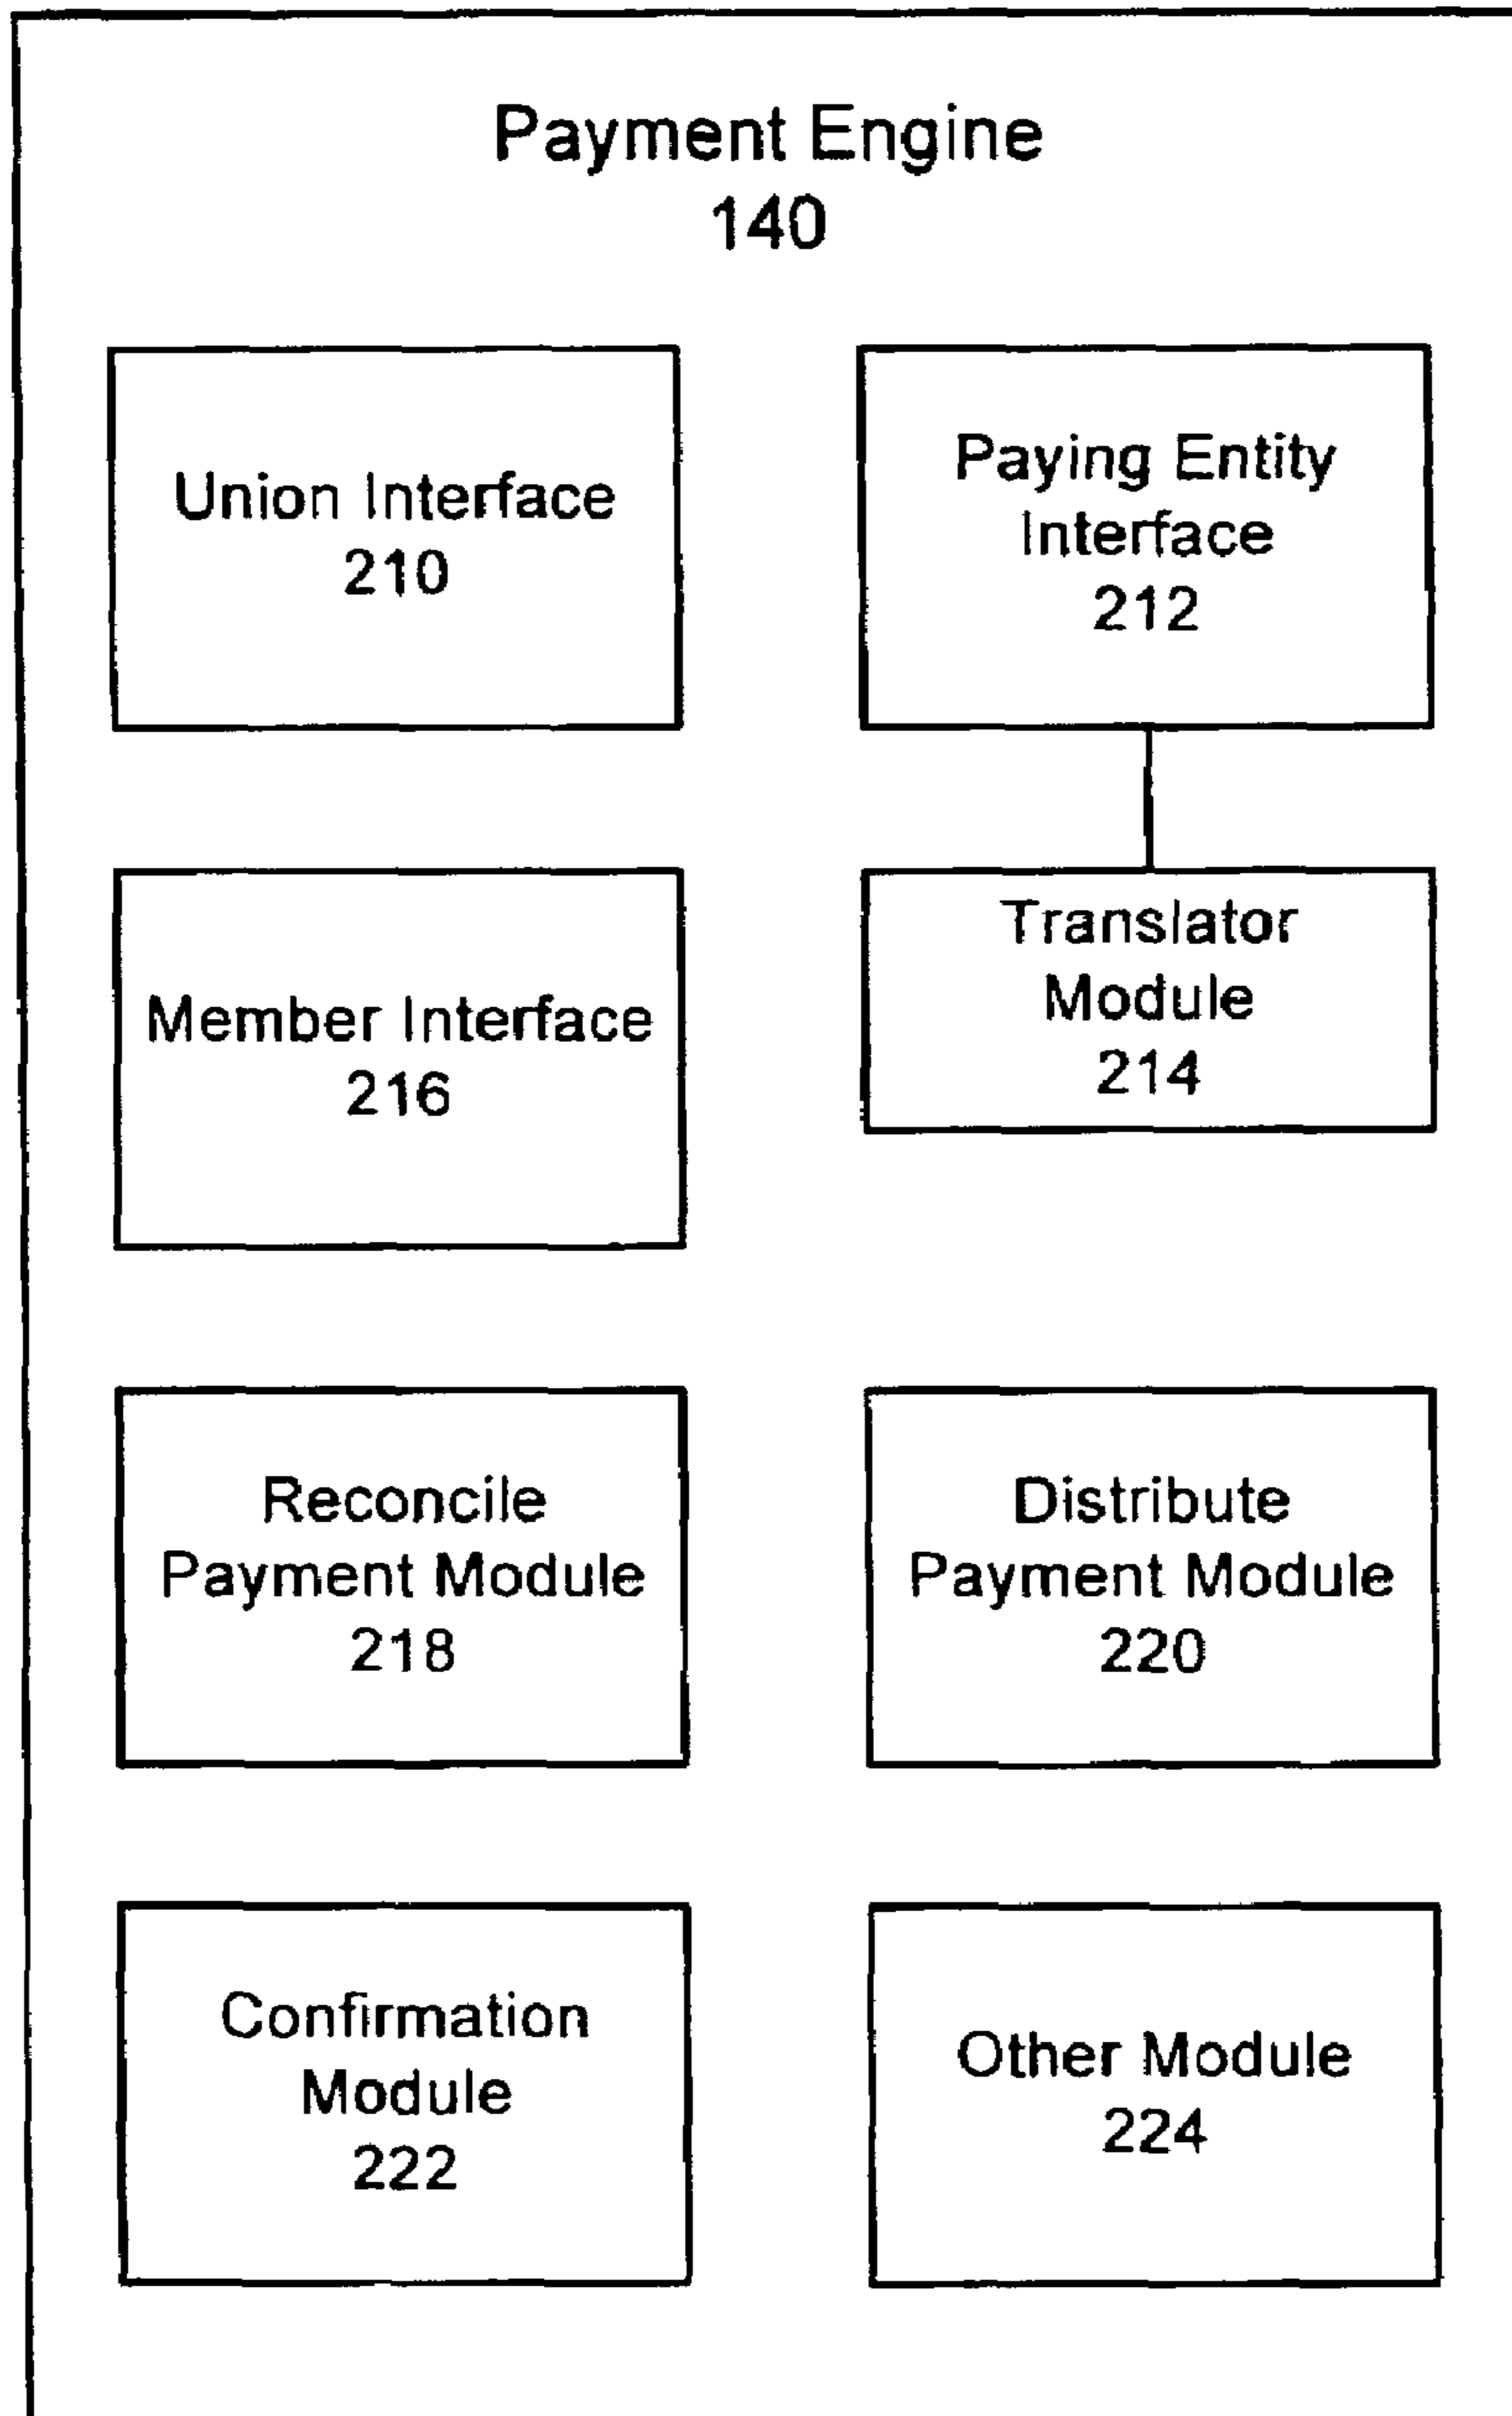 Payment Engine
140
Union Interface
210
Paying Entity
Interface
212
Member Interface
216
Translator
Module
214
Reconcile
Payment Module
218
Distribute
Payment Module
220
Confirmation
Module
222
Other Module
224